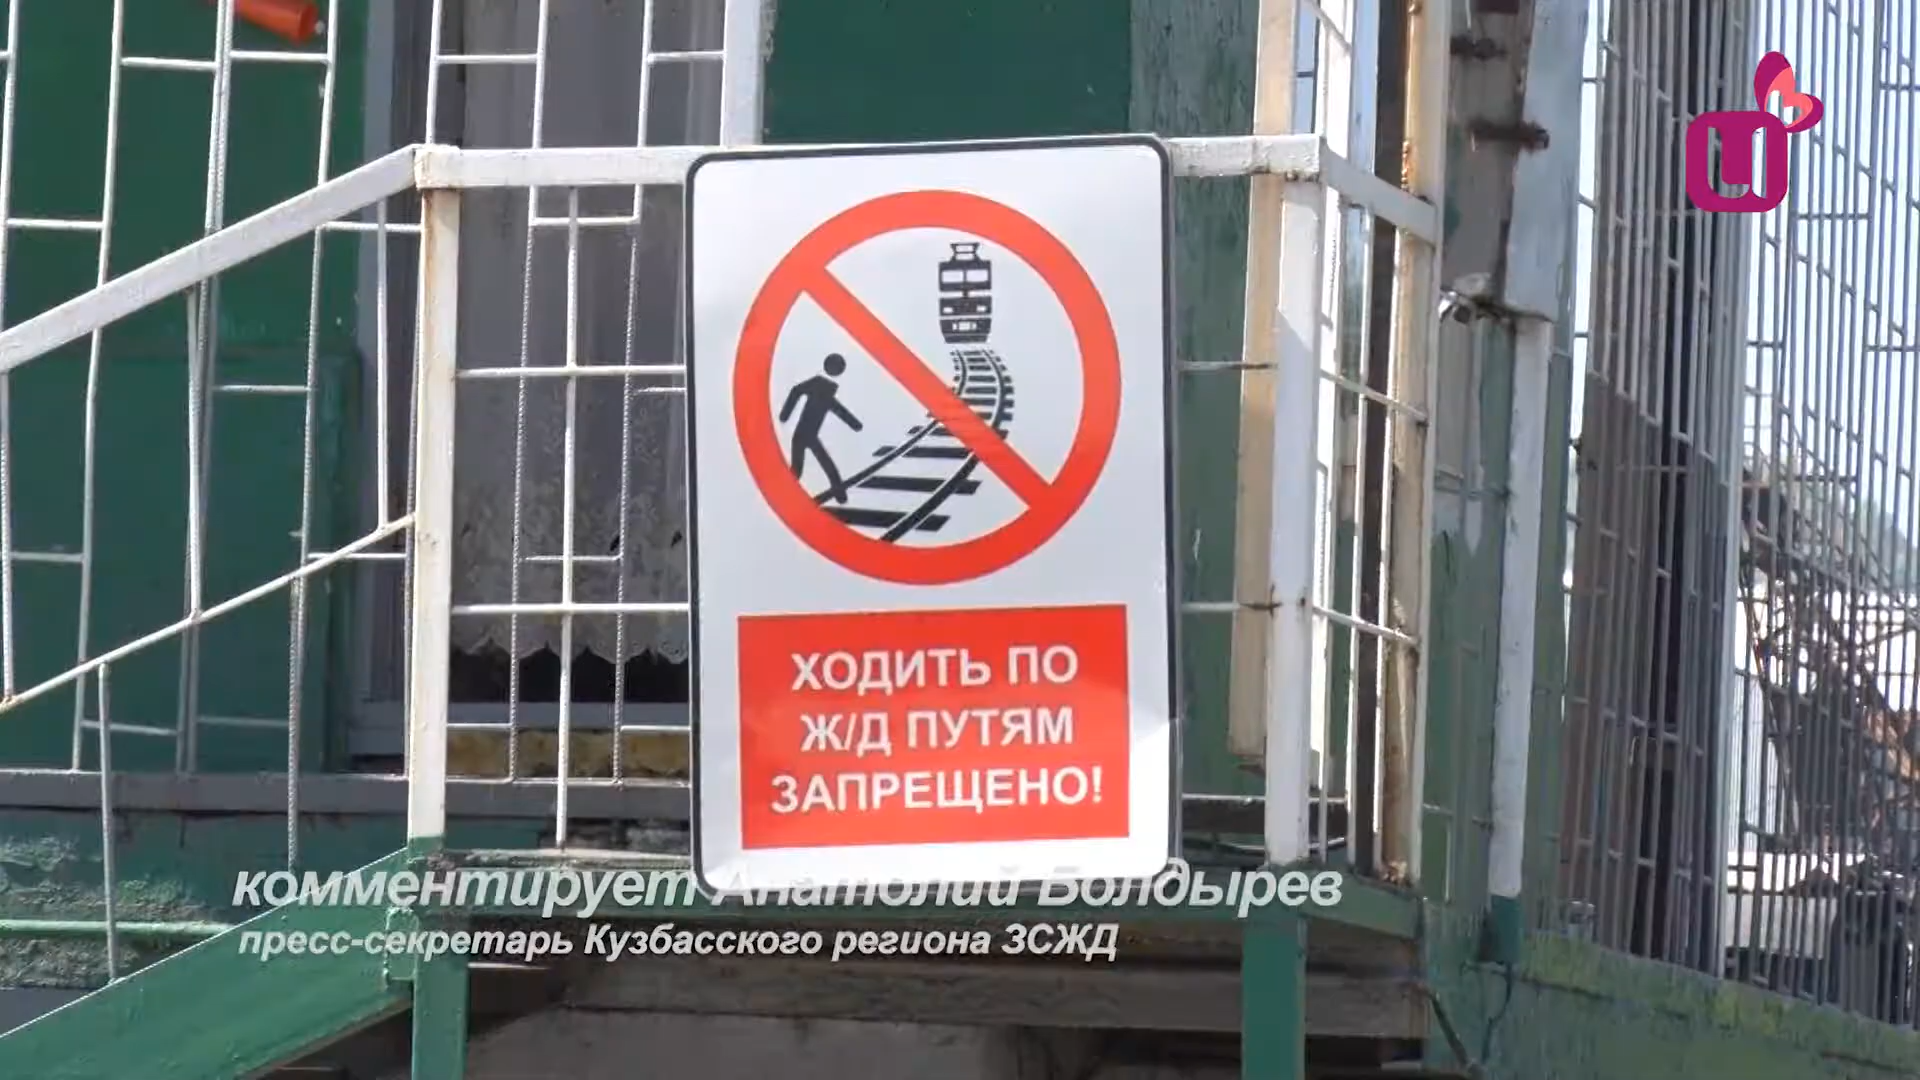 ХОДИТЬ ПО
Ж/Д ПУТЯМ
ЗАПРЕЩЕНО!
комментирует Анатолий Болдырев
пресс-секретарь Кузбасского региона ЗСЖД